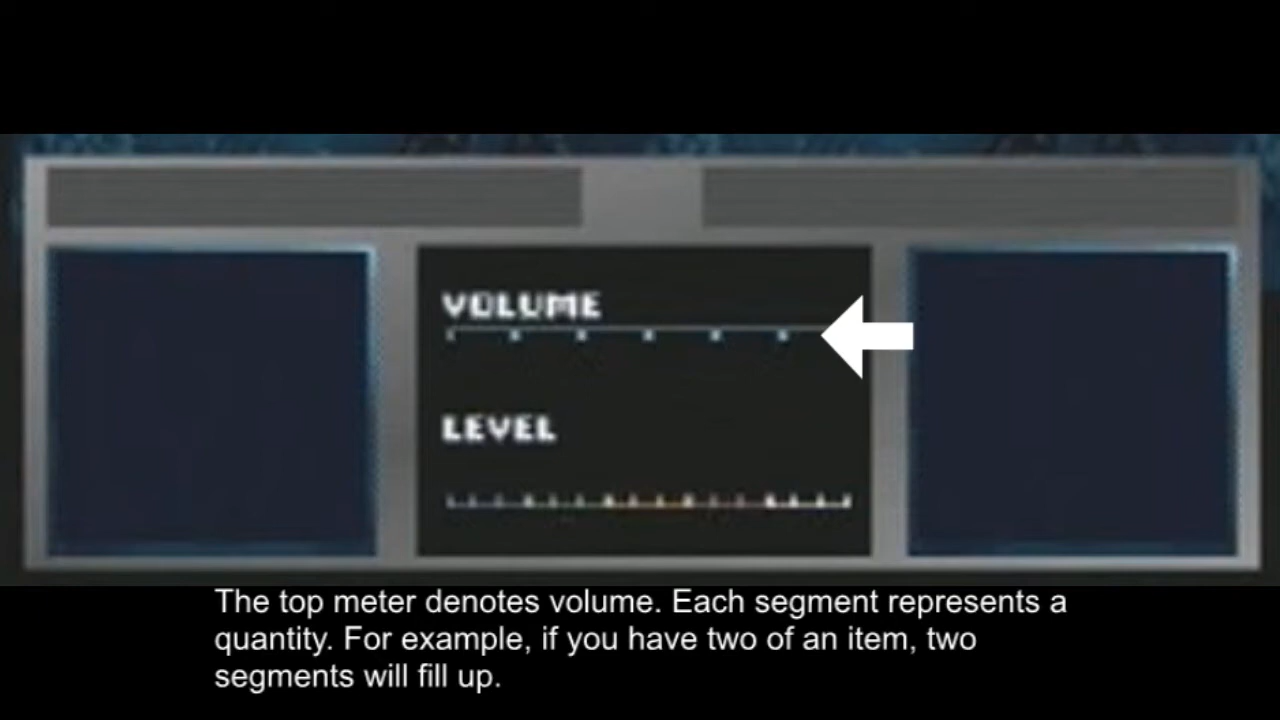 VOLUME
LEVEL
The top meter denotes volume. Each segment represents a
quantity. For example, if you have two of an item, two
segments will fill up.